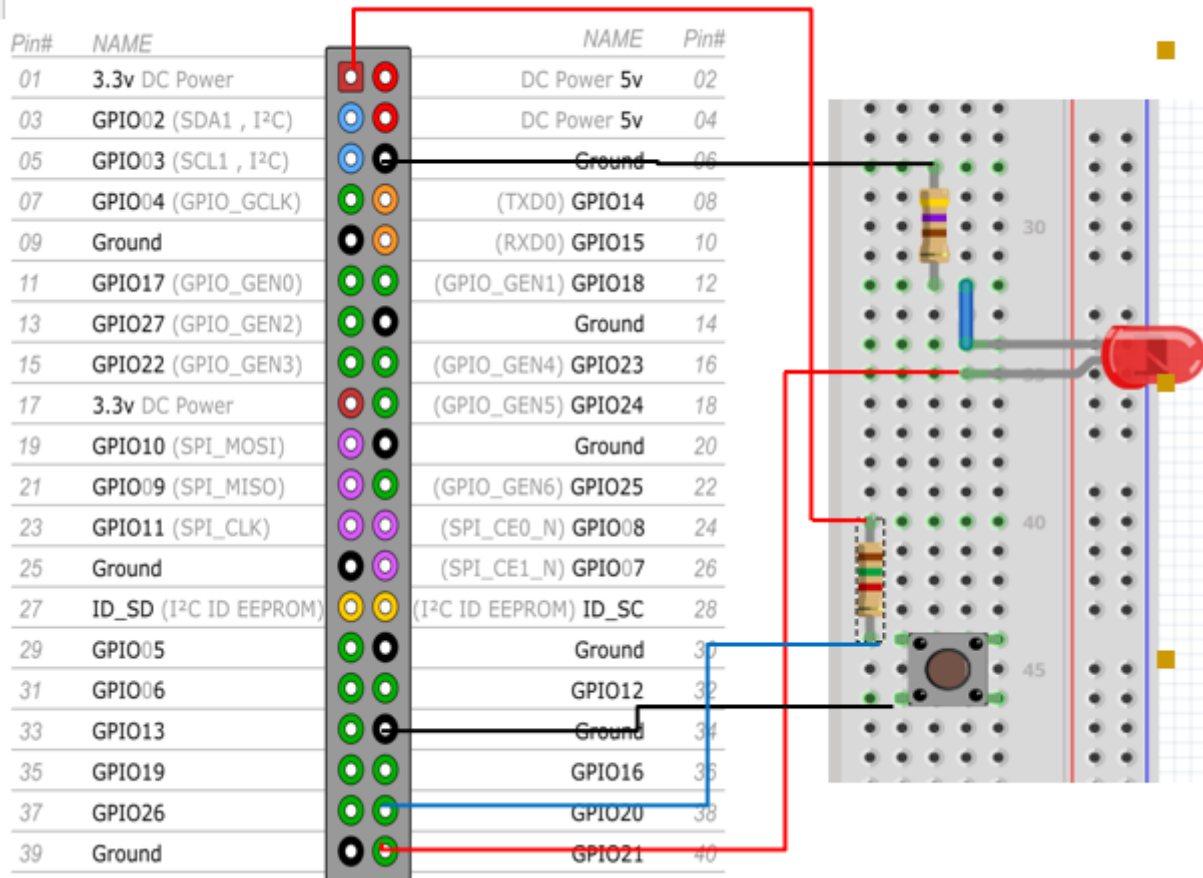 Pin# NAME NAME Pin#
01 3.3v DC Power DC Power 5v 02
03 GPIO02 (SDA1 , I²C) DC Power 5v 04
05 GPIO03 (SCL1 , I²C) Ground 06
07 GPIO04 (GPIO_GCLK) (TXD0) GPIO14 08
09 Ground (RXD0) GPIO15 10
11 GPIO17 (GPIO_GEN0) (GPIO_GEN1) GPIO18 12
13 GPIO27 (GPIO_GEN2) Ground 14
15 GPIO22 (GPIO_GEN3) (GPIO_GEN4) GPIO23 16
17 3.3v DC Power (GPIO_GEN5) GPIO24 18
19 GPIO10 (SPI_MOSI) Ground 20
21 GPIO09 (SPI_MISO) (GPIO_GEN6) GPIO25 22
23 GPIO11 (SPI_CLK) (SPI_CE0_N) GPIO08 24
25 Ground (SPI_CE1_N) GPIO07 26
27 ID_SD (I²C ID EEPROM) (I²C ID EEPROM) ID_SC 28
29 GPIO05 Ground 30
31 GPIO06 GPIO12 32
33 GPIO13 Ground 34
35 GPIO19 GPIO16 36
37 GPIO26 GPIO20 38
39 Ground GPIO21 40
30
35
40
45